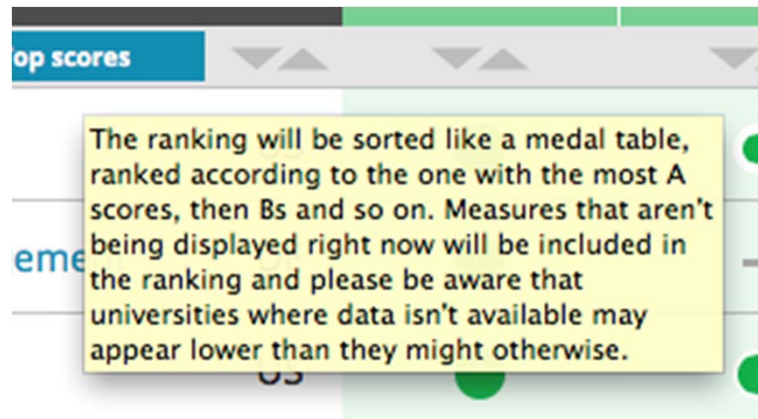 op scores
The ranking will be sorted like a medal table,
ranked according to the one with the most A
scores, then Bs and so on. Measures that aren't
being displayed right now will be included in
eme
the ranking and please be aware that
universities where data isn't available may
appear lower than they might otherwise.
US